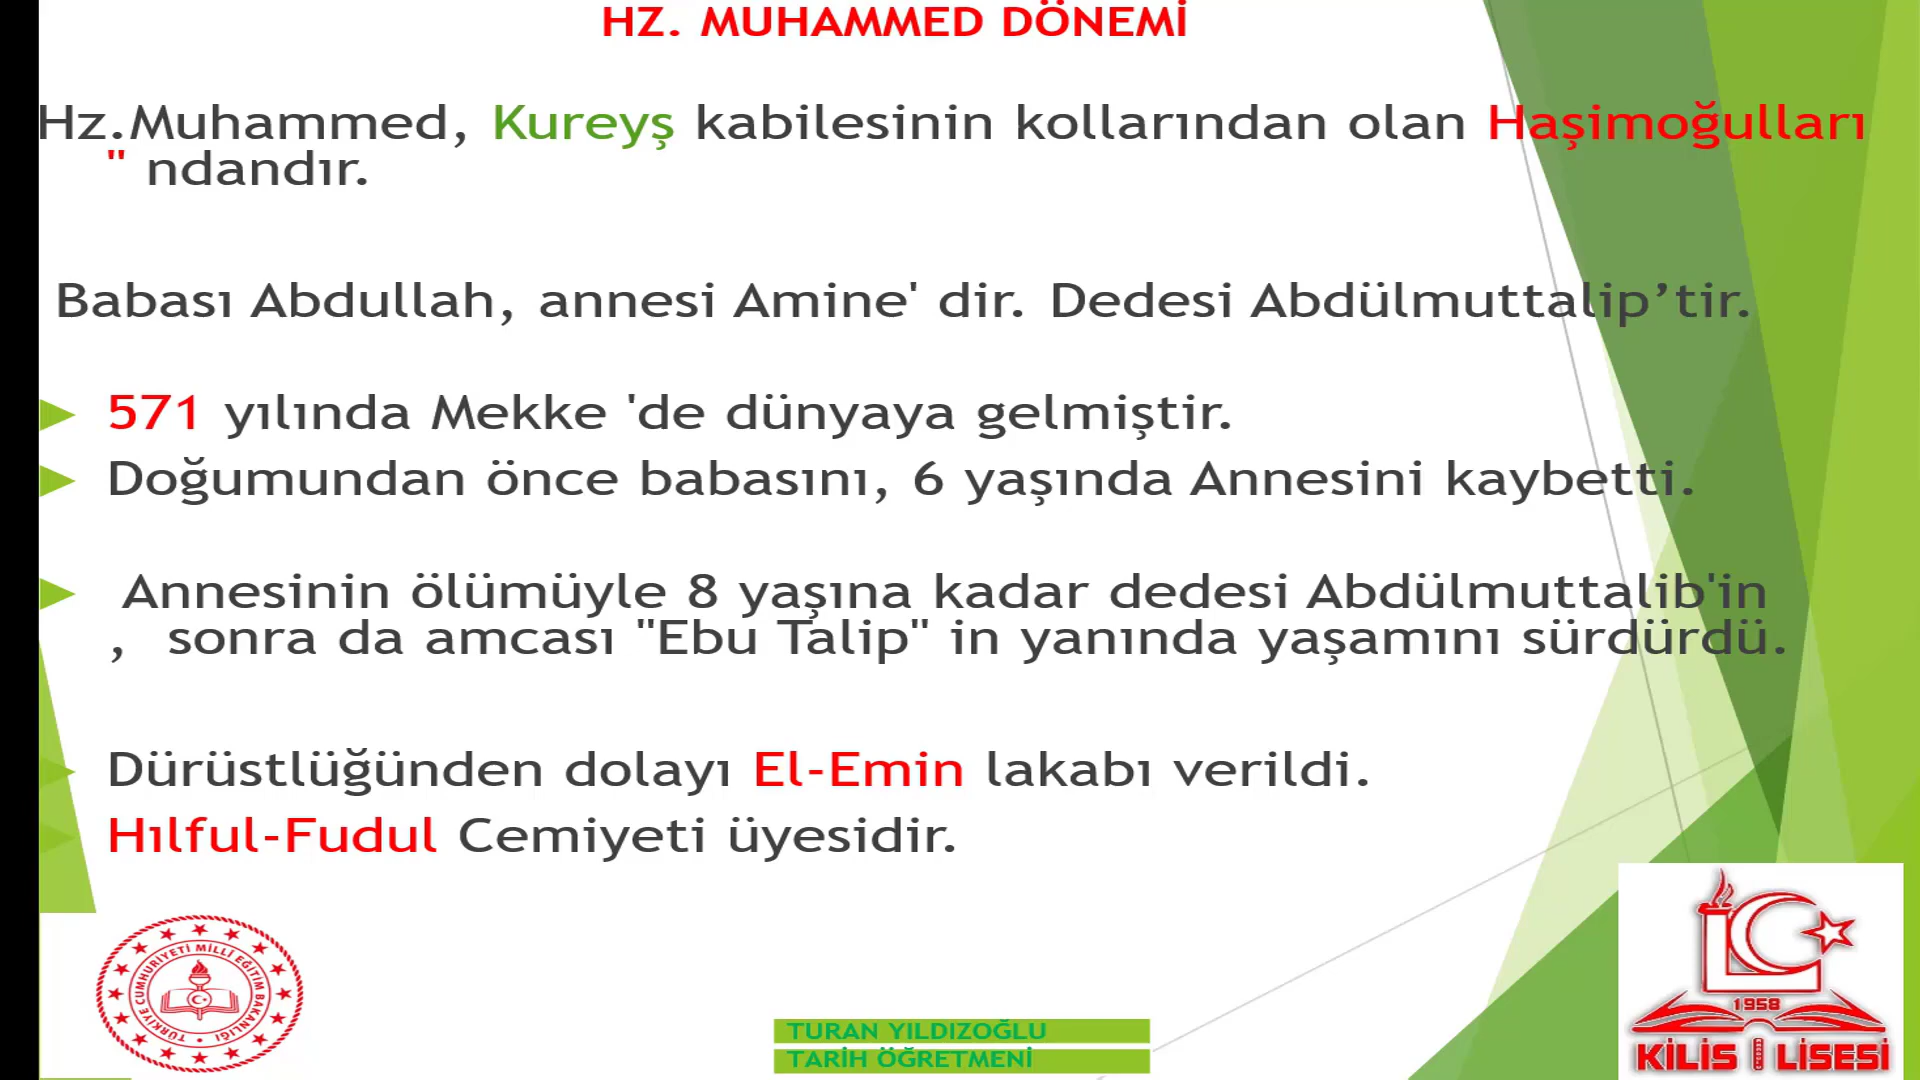 HZ. MUHAMMED DÖNEMİ
Hz.Muhammed, Kureyş kabilesinin kollarından olan Haşimoğulları
" ndandır.
Babası Abdullah, annesi Amine' dir. Dedesi Abdülmuttalip’tir.
571 yılında Mekke 'de dünyaya gelmiştir.
Doğumundan önce babasını, 6 yaşında Annesini kaybetti.
Annesinin ölümüyle 8 yaşına kadar dedesi Abdülmuttalib'in
, sonra da amcası "Ebu Talip" in yanında yaşamını sürdürdü.
Dürüstlüğünden dolayı El-Emin lakabı verildi.
Hılful-Fudul Cemiyeti üyesidir.
TÜRKİYE CUMHURİYETİ MİLLÎ EĞİTİM BAKANLIĞI
TURAN YILDIZOĞLU
TARİH ÖĞRETMENİ
1958
KİLİS LİSESİ